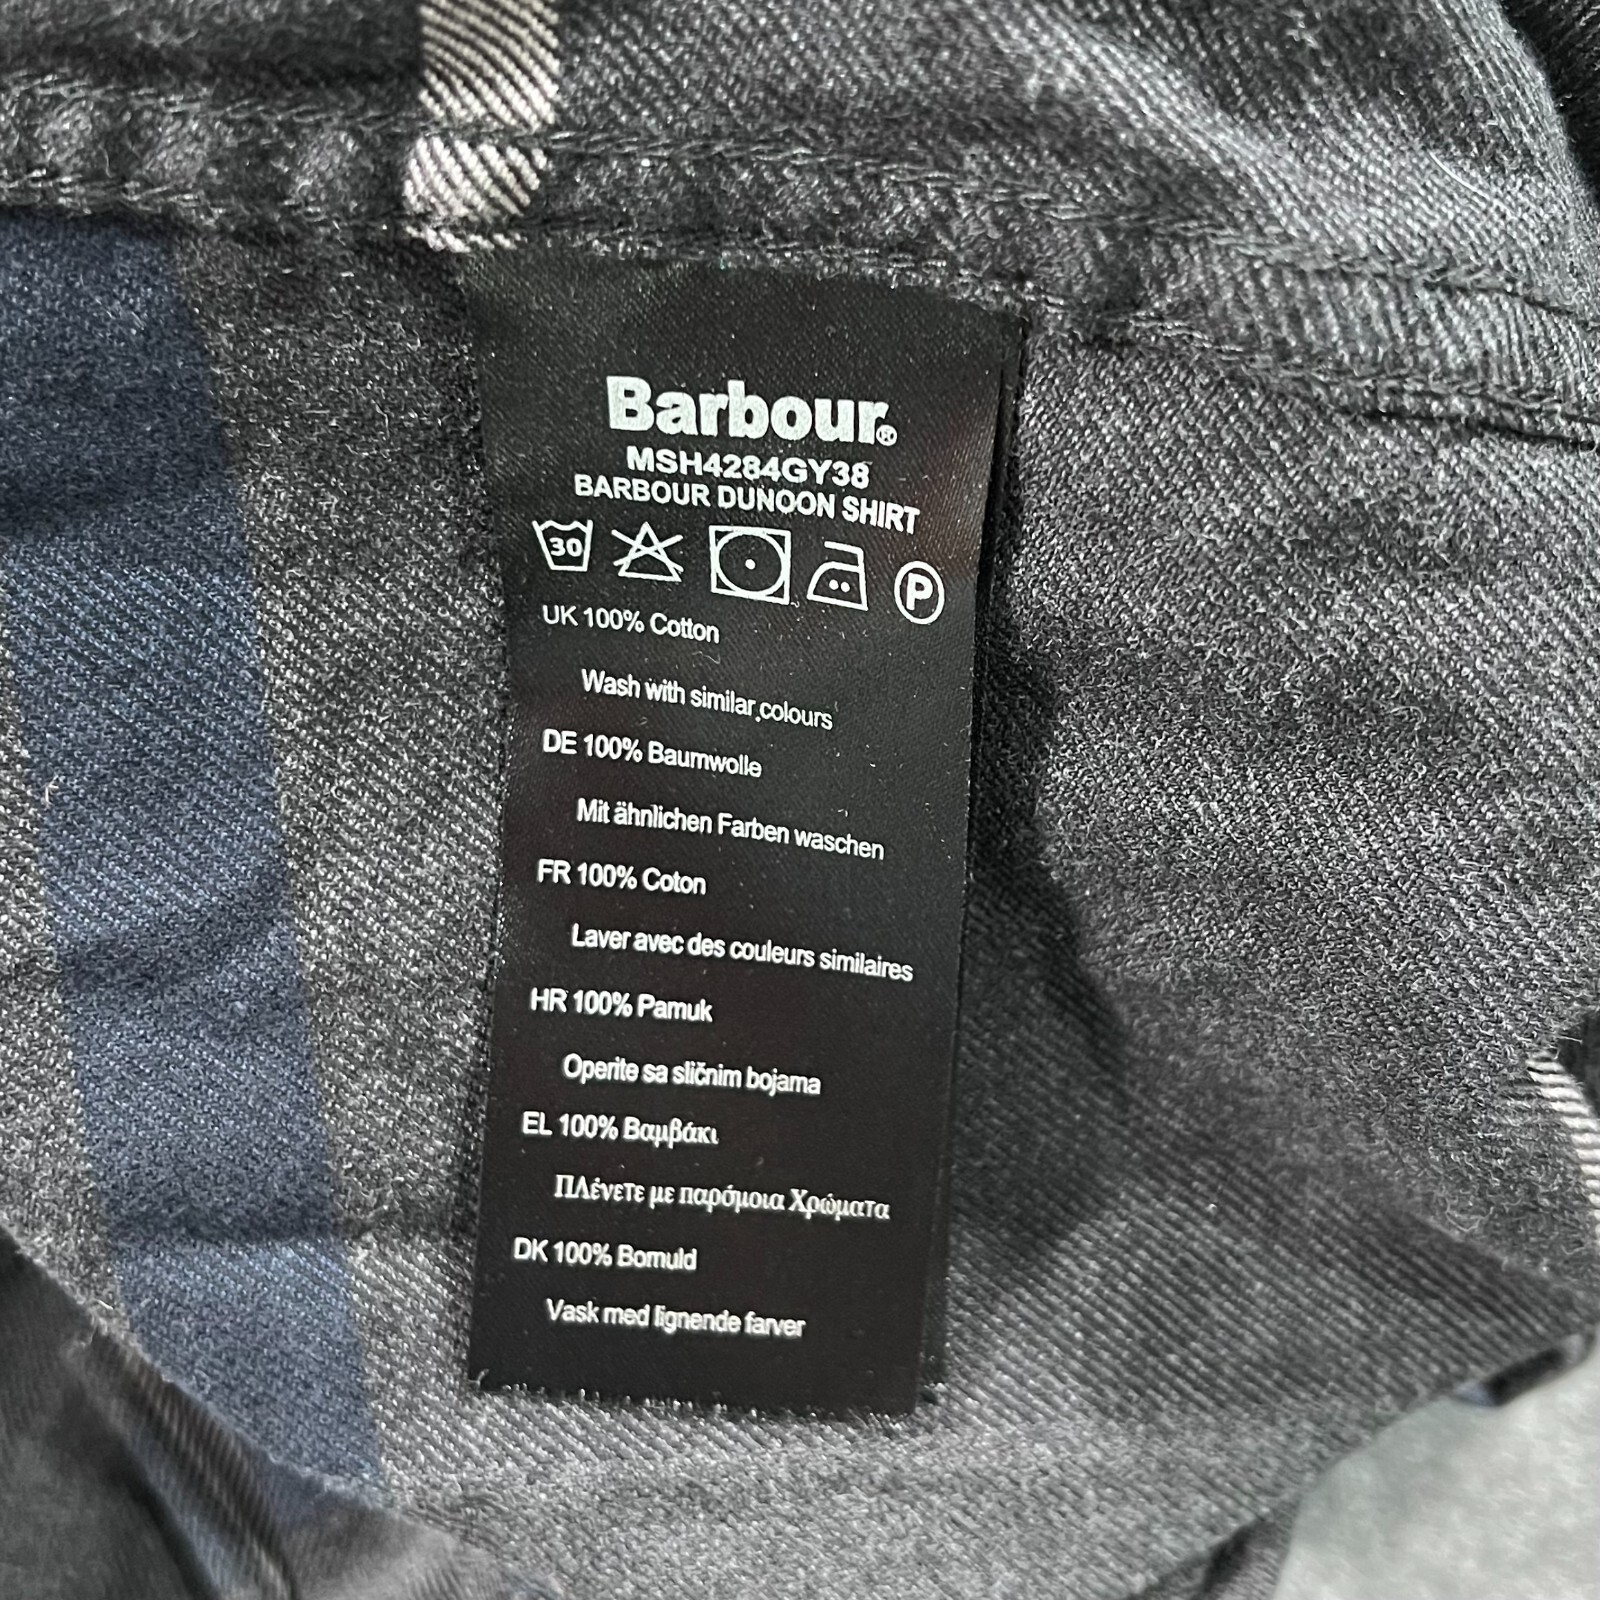 Barbour®
MSH4284GY38
BARBOUR DUNOON SHIRT
30 P
UK 100% Cotton
Wash with similar colours
DE 100% Baumwolle
Mit ähnlichen Farben waschen
FR 100% Coton
Laver avec des couleurs similaires
HR 100% Pamuk
Operite sa sličnim bojama
EL 100% Βαμβάκι
ΠΛένετε με παρόμοια Χρώματα
DK 100% Bomuld
Vask med lignende farver